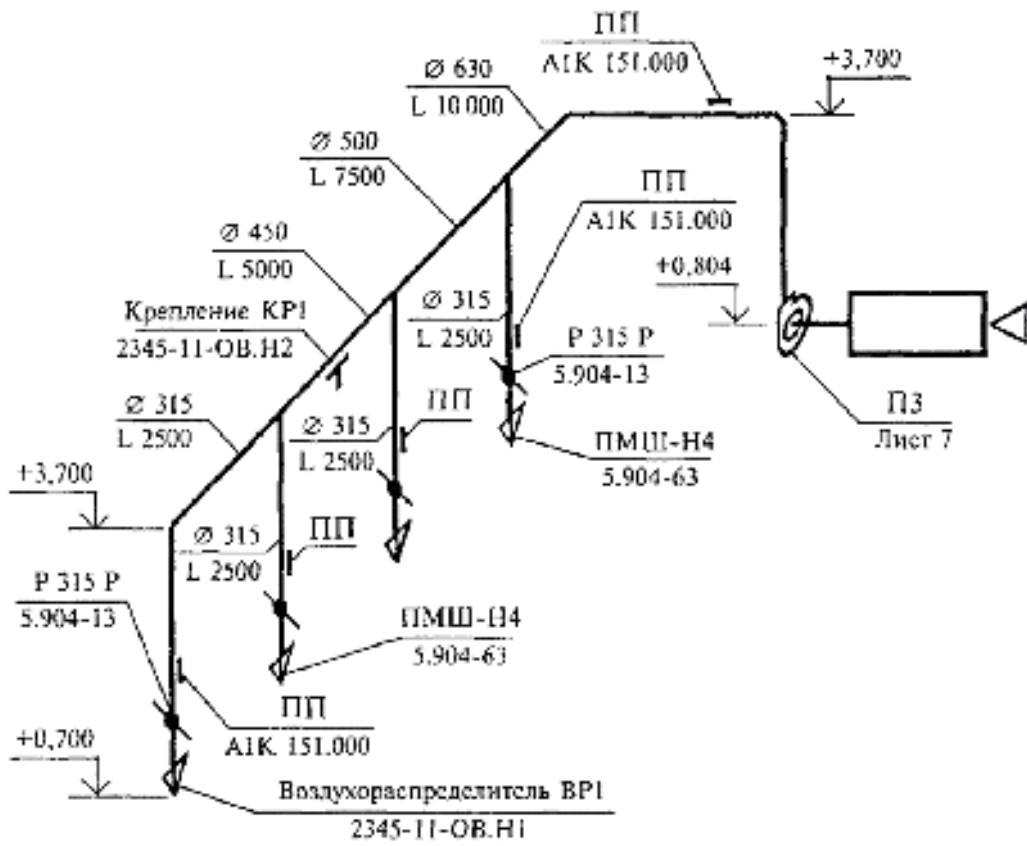 ПП
А1К 151.000
+3,700
Ø 630
L 10 000
Ø 500
L 7500
ПП
А1К 151.000
Ø 450
L 5000
+0,804
Крепление КР1
2345-11-ОВ.Н2
Ø 315
L 2500
Р 315 Р
5.904-13
П3
Лист 7
Ø 315
L 2500
Ø 315
L 2500
ПП
ПМШ-Н4
5.904-63
+3,700
Ø 315
L 2500
ПП
Р 315 Р
5.904-13
ПМШ-Н4
5.904-63
ПП
А1К 151.000
+0,700
Воздухораспределитель ВР1
2345-11-ОВ.Н1